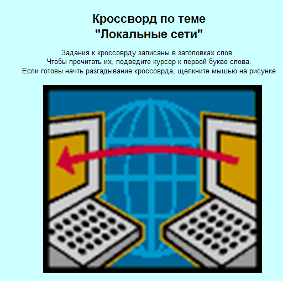 Кроссворд по теме
"Локальные сети"
Задания к кроссворду записаны в заголовках слов.
Чтобы прочитать их, подведите курсор к первой букве слова.
Если готовы начть разгадывание кроссворда, щелкните мышью на рисунке.